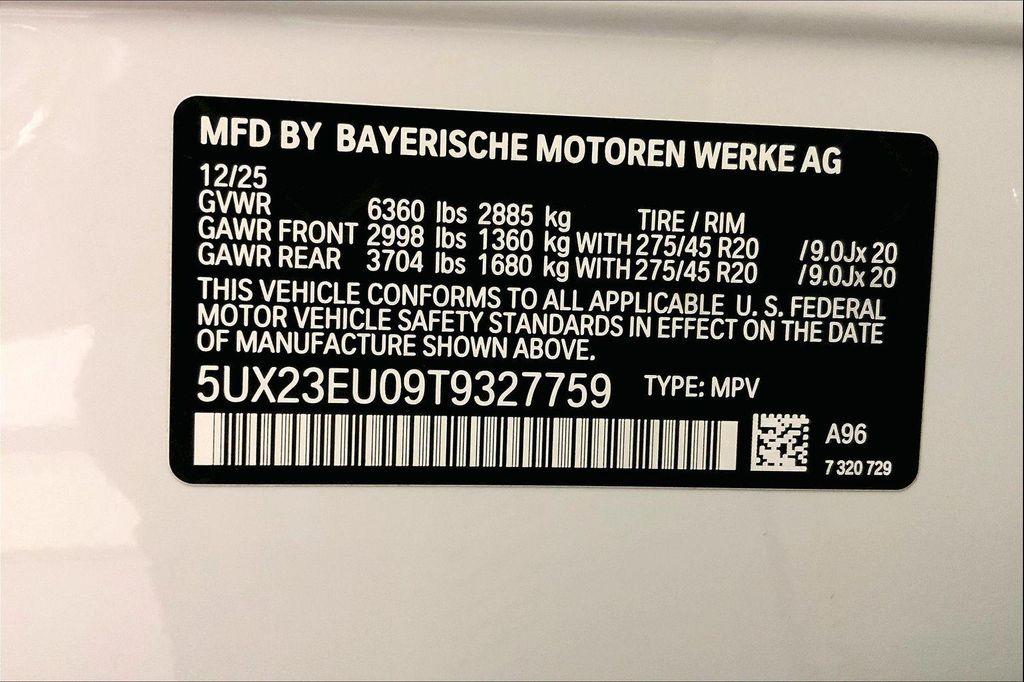 MFD BY BAYERISCHE MOTOREN WERKE AG
12/25
GVWR 6360 lbs 2885 kg TIRE / RIM
GAWR FRONT 2998 lbs 1360 kg WITH 275/45 R20 /9.0Jx 20
GAWR REAR 3704 lbs 1680 kg WITH 275/45 R20 /9.0Jx 20
THIS VEHICLE CONFORMS TO ALL APPLICABLE U. S. FEDERAL
MOTOR VEHICLE SAFETY STANDARDS IN EFFECT ON THE DATE
OF MANUFACTURE SHOWN ABOVE.
5UX23EU09T9327759 TYPE: MPV
A96
7 320 729